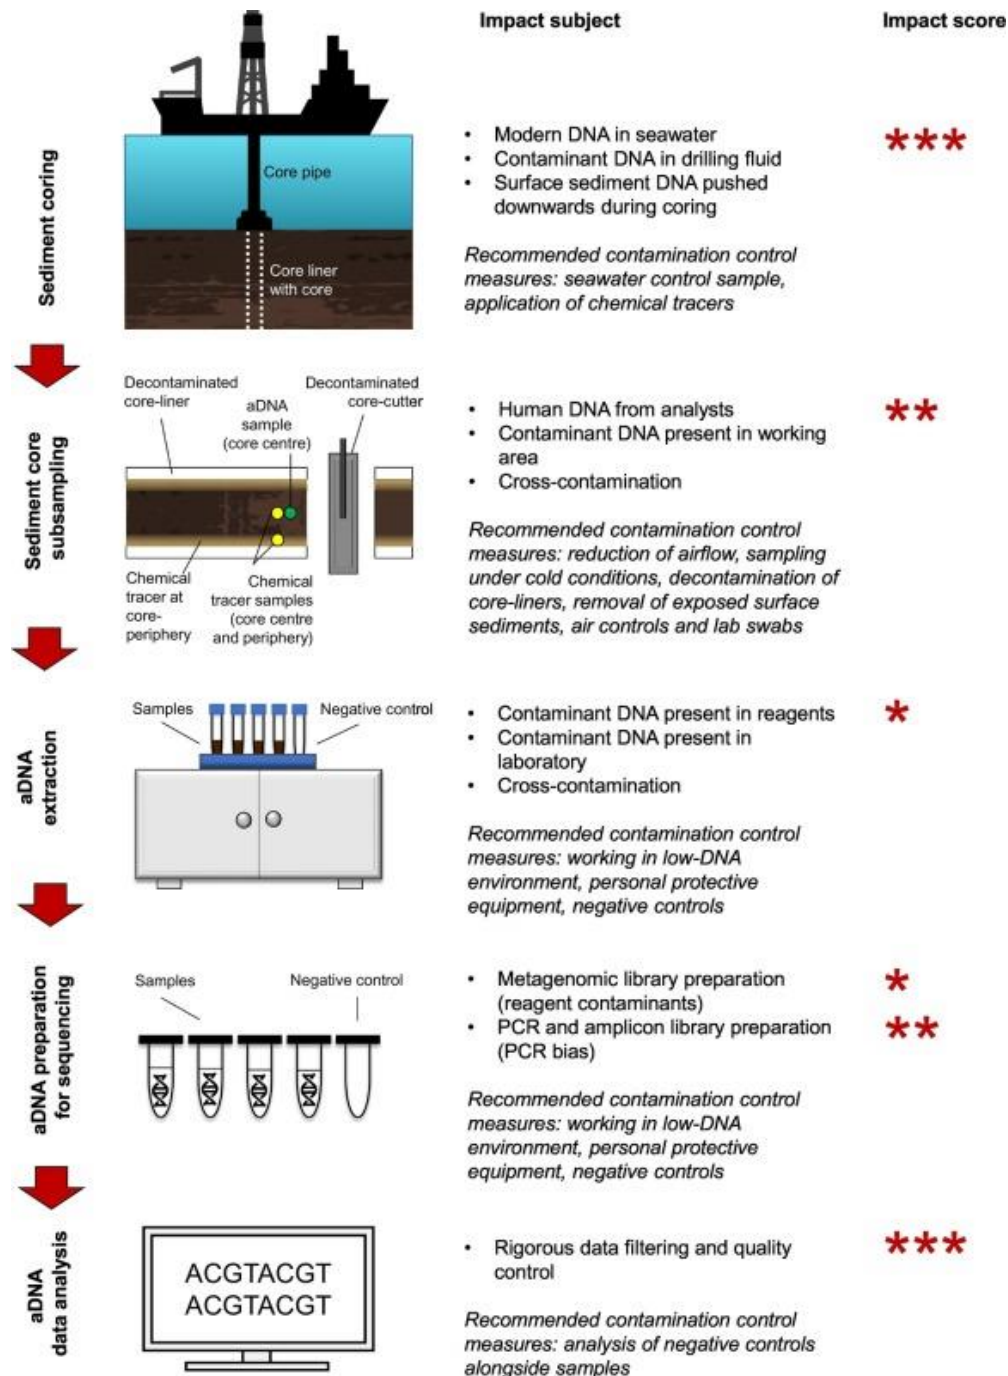 Impact subject
Impact score
Sediment coring
Core pipe
Core liner
with core
• Modern DNA in seawater
• Contaminant DNA in drilling fluid
• Surface sediment DNA pushed
downwards during coring
***
Recommended contamination control
measures: seawater control sample,
application of chemical tracers
Sediment core
subsampling
Decontaminated
core-liner
aDNA
sample
(core centre)
Decontaminated
core-cutter
Chemical
tracer at
core-
periphery
Chemical
tracer samples
(core centre
and periphery)
• Human DNA from analysts
• Contaminant DNA present in working
area
• Cross-contamination
**
Recommended contamination control
measures: reduction of airflow, sampling
under cold conditions, decontamination of
core-liners, removal of exposed surface
sediments, air controls and lab swabs
aDNA
extraction
Samples
Negative control
• Contaminant DNA present in reagents
• Contaminant DNA present in
laboratory
• Cross-contamination
*
Recommended contamination control
measures: working in low-DNA
environment, personal protective
equipment, negative controls
aDNA preparation
for sequencing
Samples
Negative control
• Metagenomic library preparation
(reagent contaminants)
*
• PCR and amplicon library preparation
(PCR bias)
**
Recommended contamination control
measures: working in low-DNA
environment, personal protective
equipment, negative controls
aDNA
data analysis
ACGTACGT
ACGTACGT
• Rigorous data filtering and quality
control
***
Recommended contamination control
measures: analysis of negative controls
alongside samples